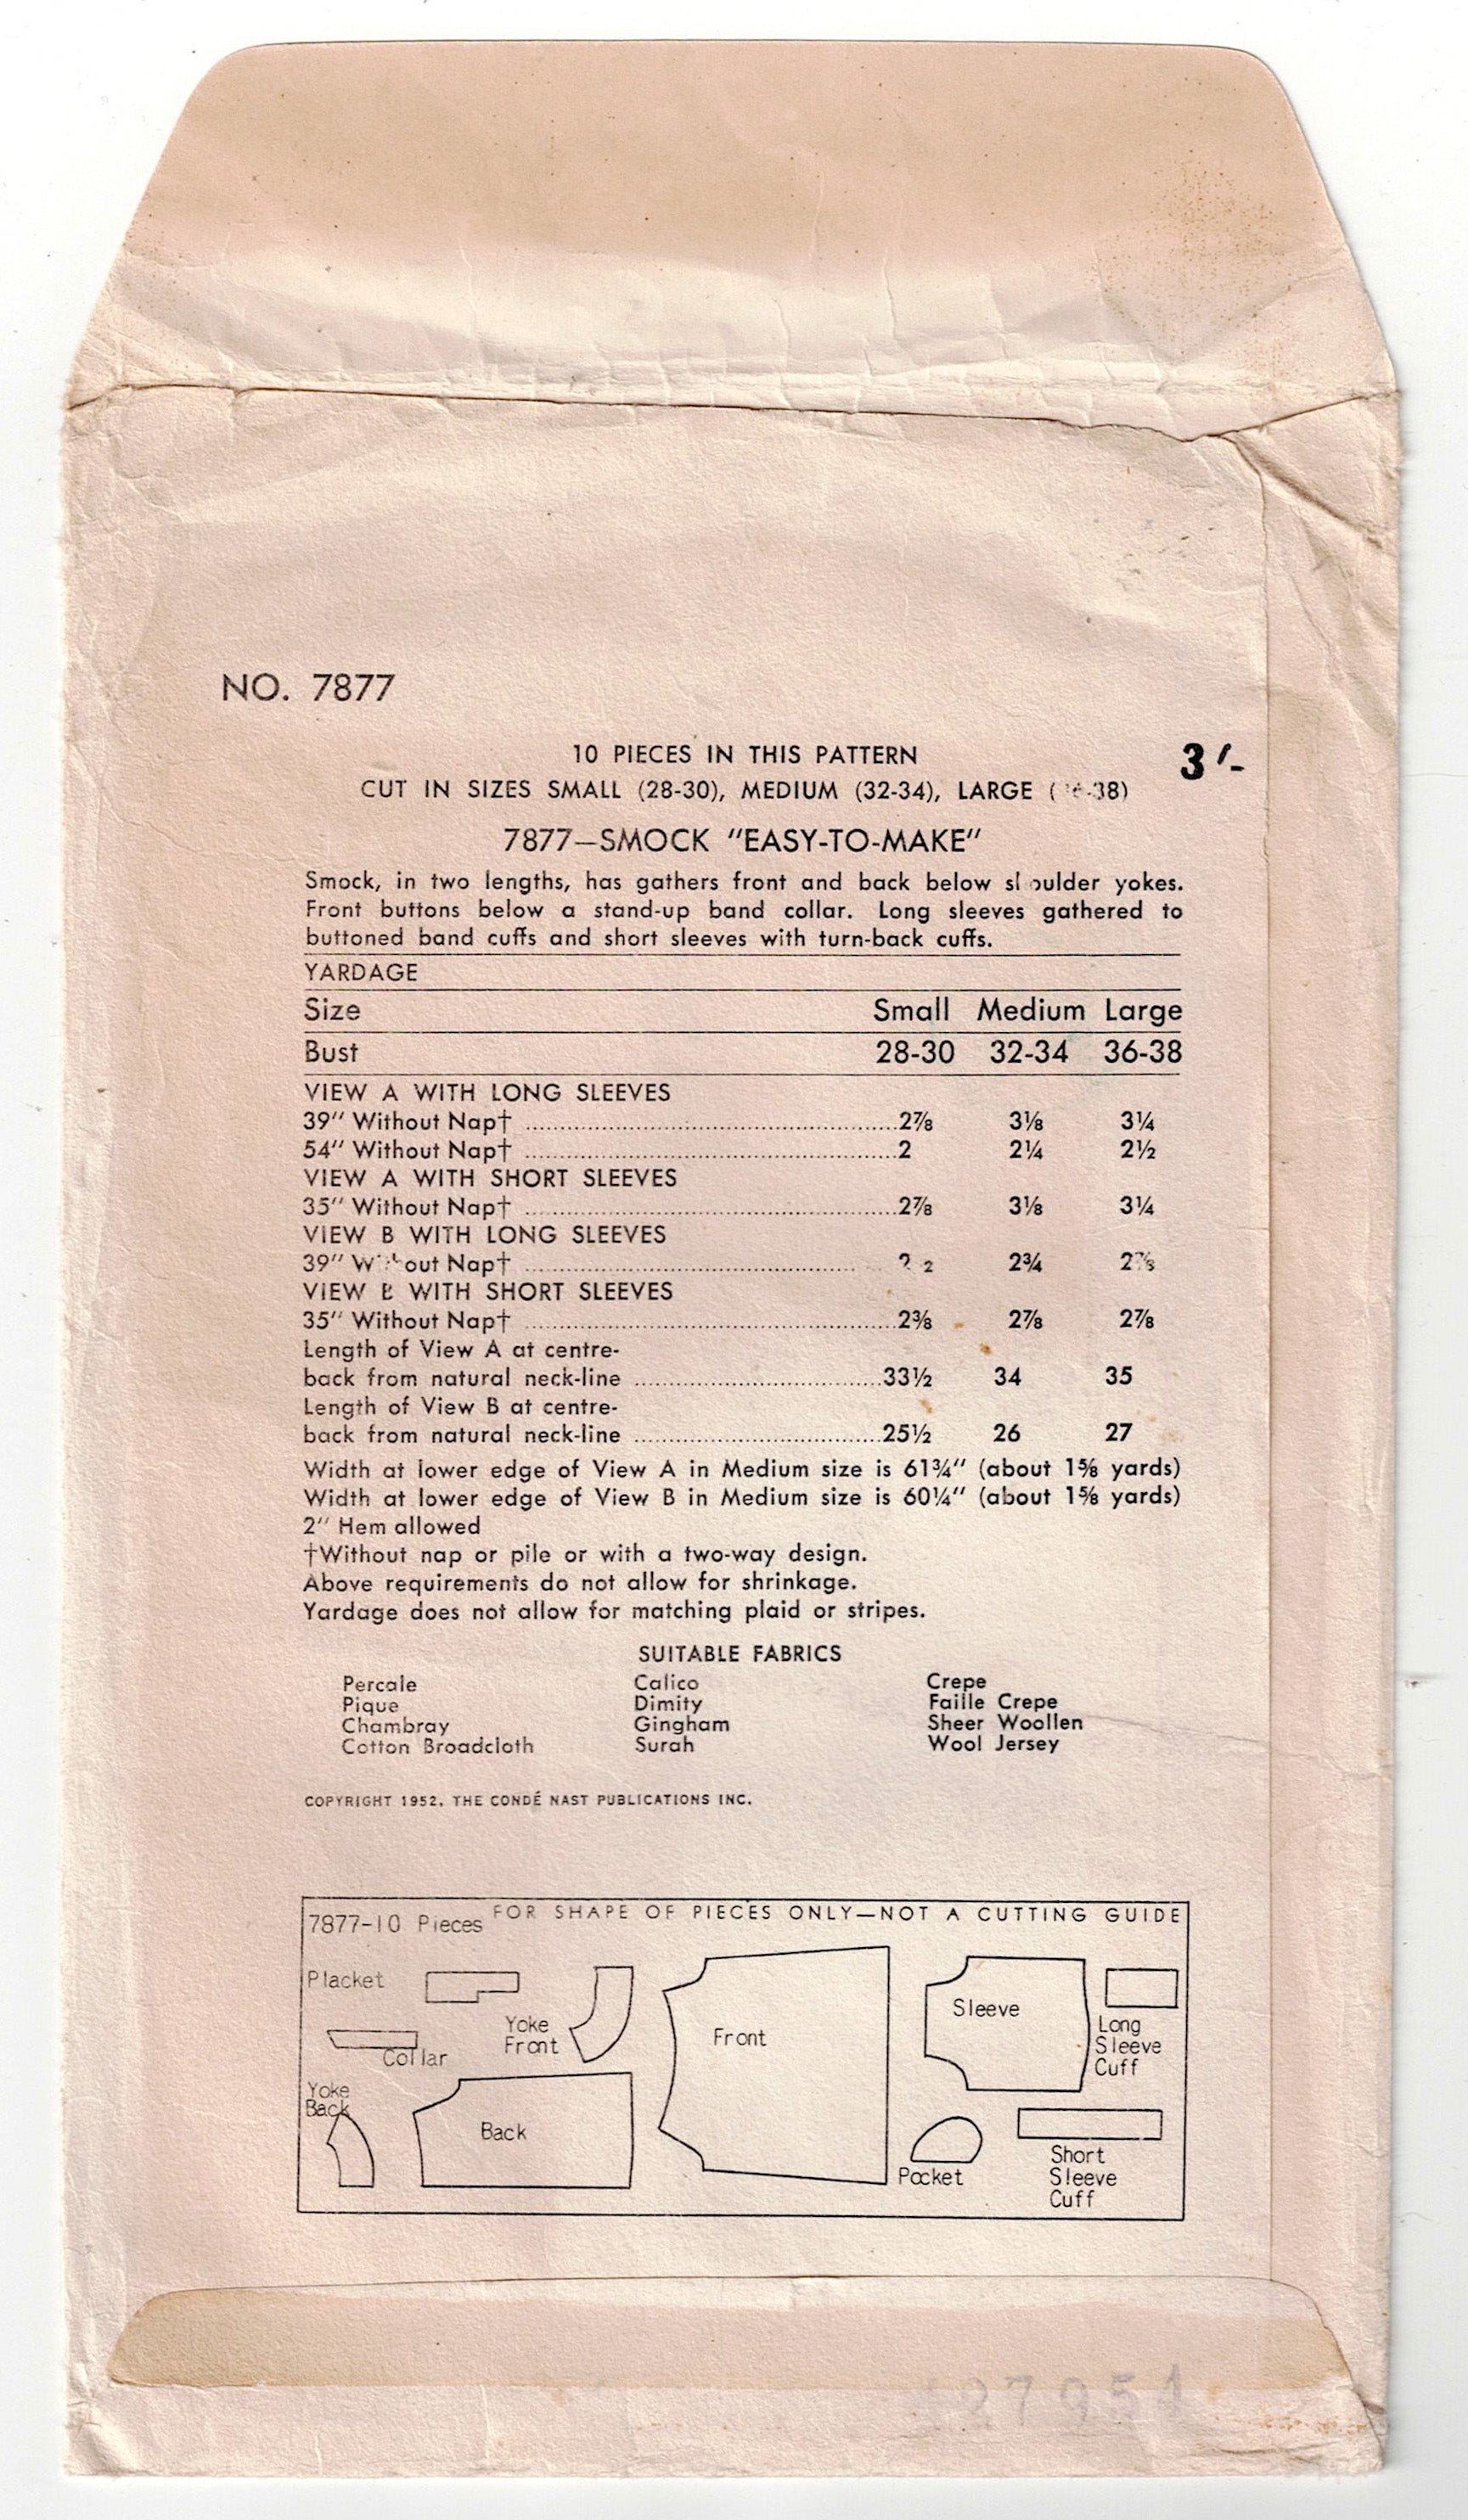 NO. 7877
10 PIECES IN THIS PATTERN
3/-
CUT IN SIZES SMALL (28-30), MEDIUM (32-34), LARGE ( -38)
7877—SMOCK "EASY-TO-MAKE"
Smock, in two lengths, has gathers front and back below shoulder yokes.
Front buttons below a stand-up band collar. Long sleeves gathered to
buttoned band cuffs and short sleeves with turn-back cuffs.
YARDAGE
Size Small Medium Large
Bust 28-30 32-34 36-38
VIEW A WITH LONG SLEEVES
39" Without Nap† 2⅞ 3⅛ 3¼
54" Without Nap† 2 2¼ 2½
VIEW A WITH SHORT SLEEVES
35" Without Nap† 2⅞ 3⅛ 3¼
VIEW B WITH LONG SLEEVES
39" Without Nap† 2¾ 2⅞
VIEW B WITH SHORT SLEEVES
35" Without Nap† 2⅜ 2⅞ 2⅞
Length of View A at centre-
back from natural neck-line 33½ 34 35
Length of View B at centre-
back from natural neck-line 25½ 26 27
Width at lower edge of View A in Medium size is 61¾" (about 1⅝ yards)
Width at lower edge of View B in Medium size is 60¼" (about 1⅝ yards)
2" Hem allowed
†Without nap or pile or with a two-way design.
Above requirements do not allow for shrinkage.
Yardage does not allow for matching plaid or stripes.
SUITABLE FABRICS
Percale Calico Crepe
Pique Dimity Faille Crepe
Chambray Gingham Sheer Woollen
Cotton Broadcloth Surah Wool Jersey
COPYRIGHT 1952, THE CONDÉ NAST PUBLICATIONS INC.
7877-10 Pieces FOR SHAPE OF PIECES ONLY—NOT A CUTTING GUIDE
Placket
Collar
Yoke
Front
Yoke
Back
Back
Front
Sleeve
Long
Sleeve
Cuff
Pocket
Short
Sleeve
Cuff